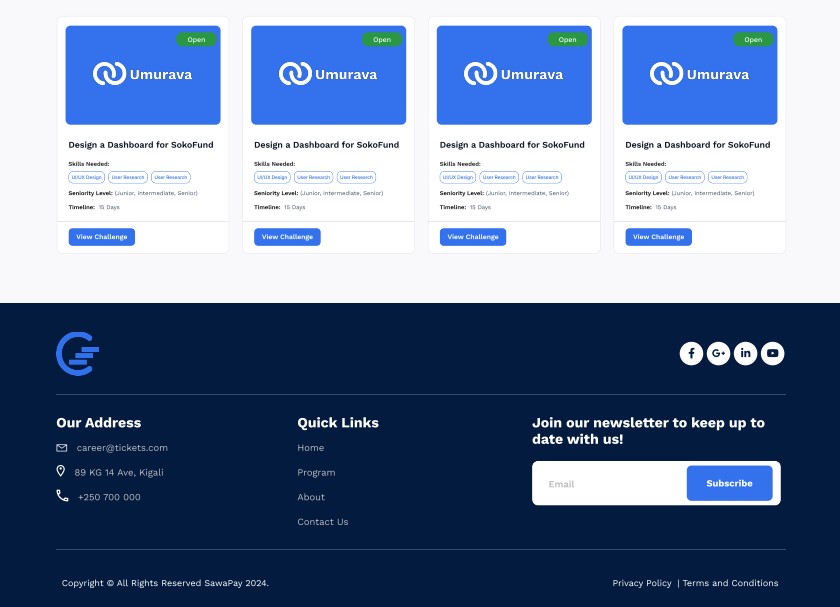 Open
Umurava
Design a Dashboard for SokoFund
Skills Needed:
UI/UX Design User Research User Research
Seniority Level: (Junior, Intermediate, Senior)
Timeline: 15 Days
View Challenge
Open
Umurava
Design a Dashboard for SokoFund
Skills Needed:
UI/UX Design User Research User Research
Seniority Level: (Junior, Intermediate, Senior)
Timeline: 15 Days
View Challenge
Open
Umurava
Design a Dashboard for SokoFund
Skills Needed:
UI/UX Design User Research User Research
Seniority Level: (Junior, Intermediate, Senior)
Timeline: 15 Days
View Challenge
Open
Umurava
Design a Dashboard for SokoFund
Skills Needed:
UI/UX Design User Research User Research
Seniority Level: (Junior, Intermediate, Senior)
Timeline: 15 Days
View Challenge
f G+ in
Our Address
career@tickets.com
89 KG 14 Ave, Kigali
+250 700 000
Quick Links
Home
Program
About
Contact Us
Join our newsletter to keep up to
date with us!
Email Subscribe
Copyright © All Rights Reserved SawaPay 2024.
Privacy Policy | Terms and Conditions